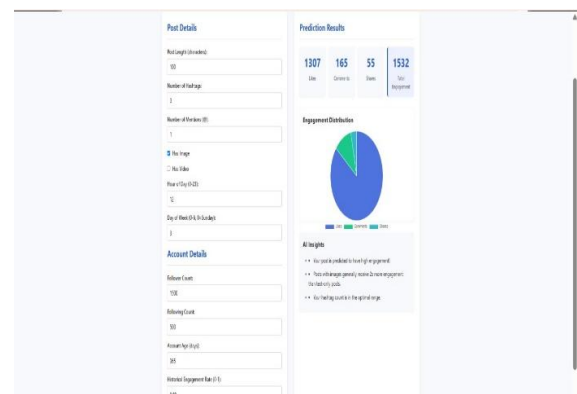 Post Details
Post Length (characters):
100
Number of Hashtags:
Number of Mentions (@):
1
Has Image
Has Video
Hour of Day (0-23):
12
Day of Week (0-6, 0=Sunday):
Account Details
Follower Count:
Following Count:
500
Account Age (days):
365
Historical Engagement Rate (0-1):
Prediction Results
1307
165
55
1532
Likes
Comments
Shares
Total
Engagement
Engagement Distribution
Likes
Comments
Shares
AI Insights
Your post is predicted to have high engagement!
Posts with images generally receive 2x more engagement
than text-only posts.
Your hashtag count is in the optimal range.